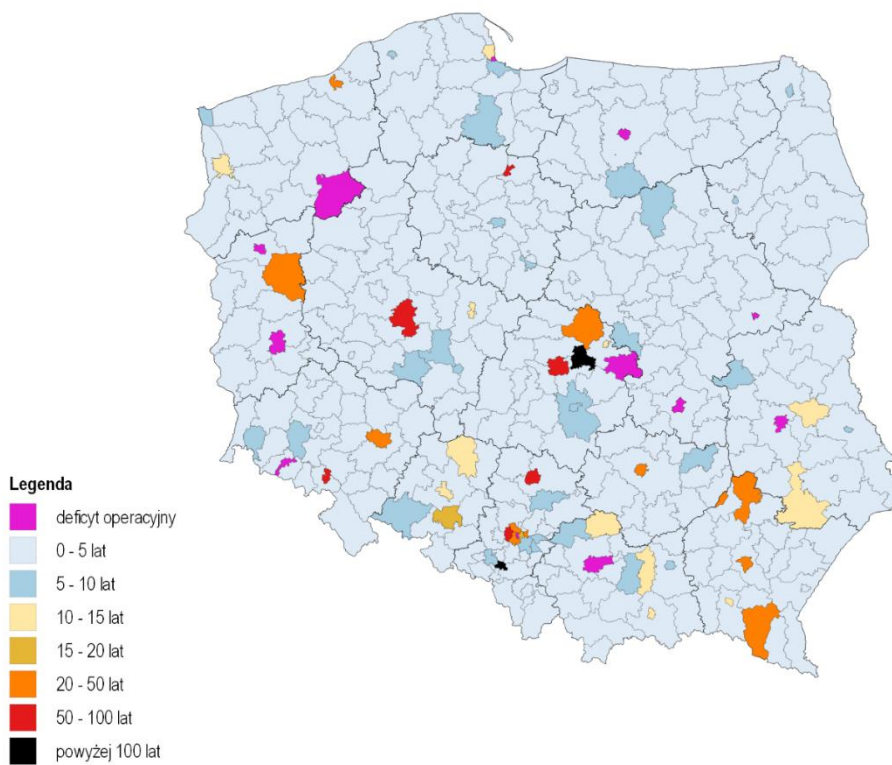 Legenda
deficyt operacyjny
0 - 5 lat
5 - 10 lat
10 - 15 lat
15 - 20 lat
20 - 50 lat
50 - 100 lat
powyżej 100 lat